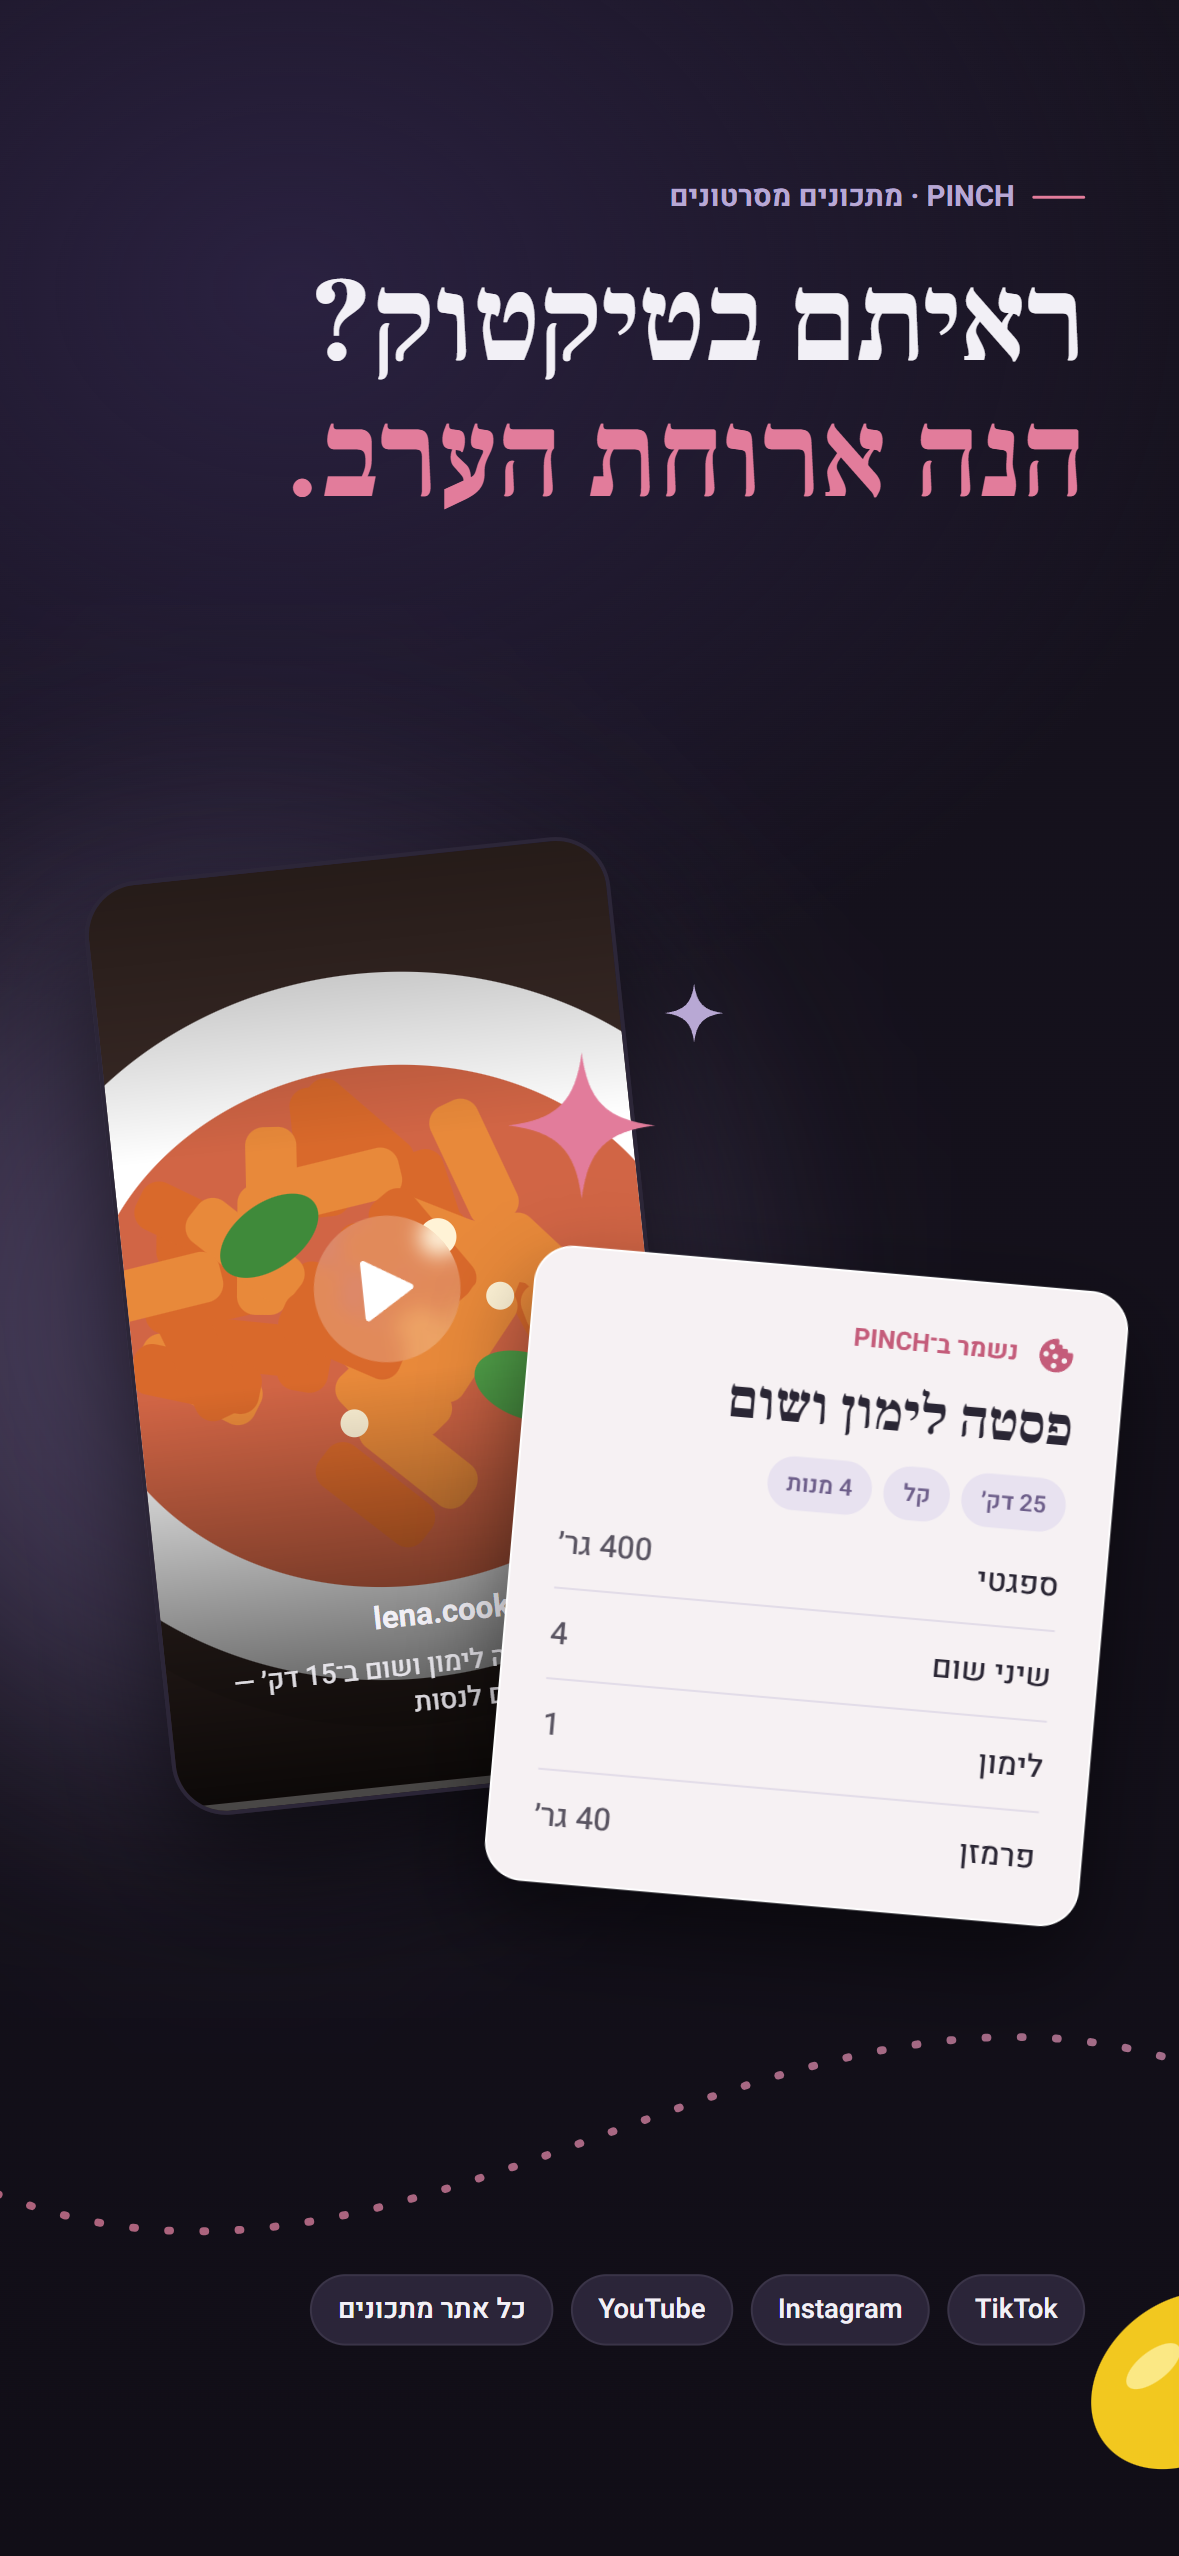 PINCH · מתכונים מסרטונים
ראיתם בטיקטוק?
הנה ארוחת הערב.
lena.cook
לימון ושום ב־15 דק׳ —
לנסות
נשמר ב־PINCH
פסטה לימון ושום
25 דק׳ קל 4 מנות
ספגטי 400 גר׳
שיני שום 4
לימון 1
פרמזן 40 גר׳
TikTok Instagram YouTube כל אתר מתכונים